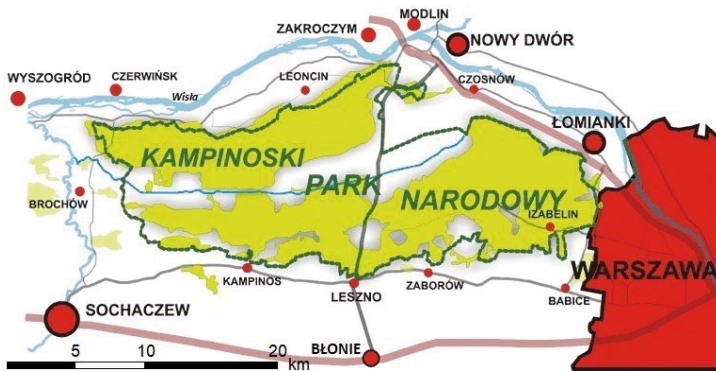 MODLIN
ZAKROCZYM
NOWY DWÓR
WYSZOGRÓD
CZERWIŃSK
Wisła
LEONCIN
CZOSNÓW
ŁOMIANKI
KAMPINOSKI
PARK
NARODOWY
BROCHÓW
IZABELIN
WARSZAWA
KAMPINOS
LESZNO
ZABORÓW
BABICE
SOCHACZEW
BŁONIE
5 10 20
km